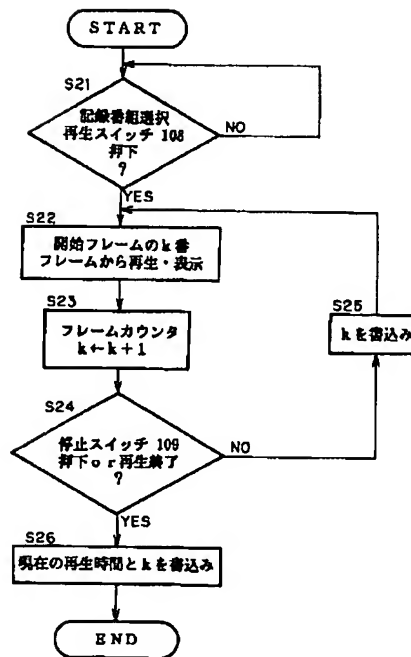 START
S21
記録番組選択
再生スイッチ 108
押下
?
NO
YES
S22
開始フレームのk番
フレームから再生・表示
S23
フレームカウンタ
k←k+1
S25
kを書込み
S24
停止スイッチ 109
押下or再生終了
?
NO
YES
S26
現在の再生時間とkを書込み
END